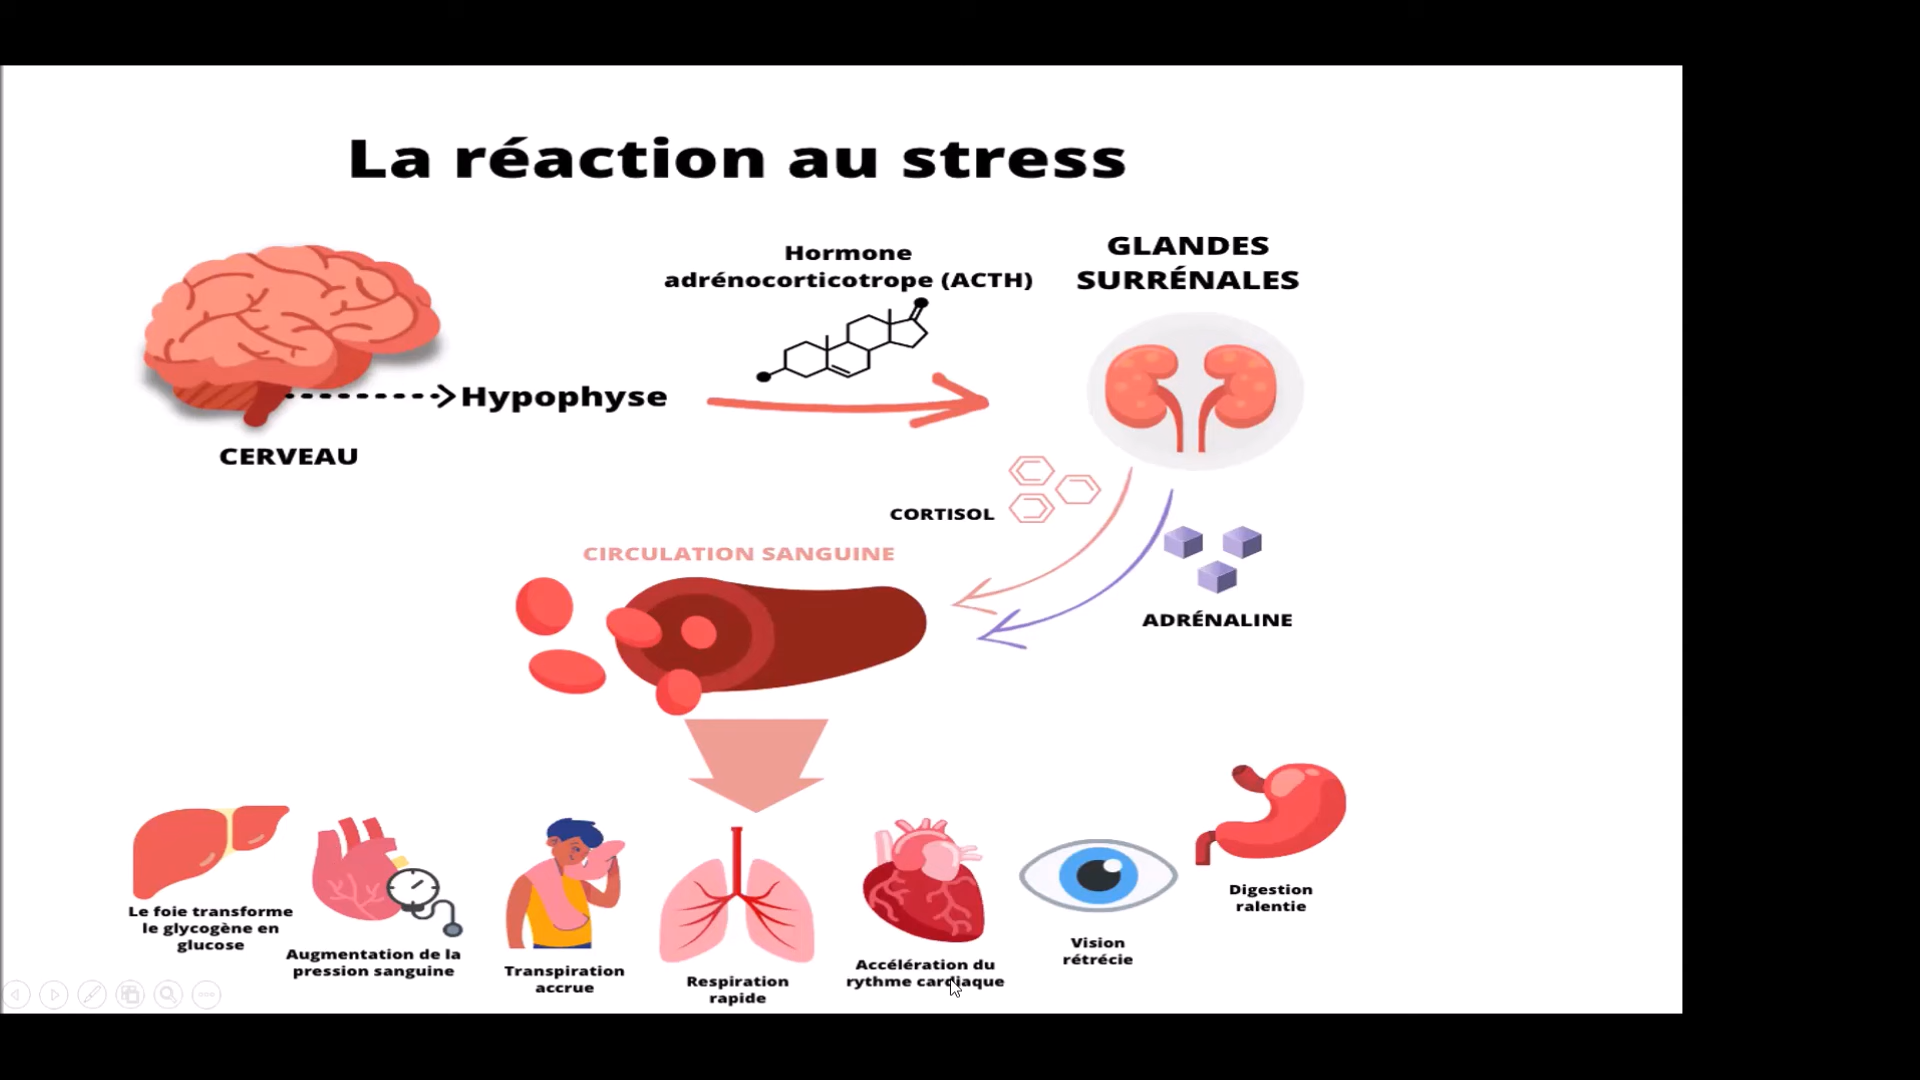 La réaction au stress
Hormone
adrénocorticotrope (ACTH)
GLANDES
SURRÉNALES
Hypophyse
CERVEAU
CORTISOL
CIRCULATION SANGUINE
ADRÉNALINE
Le foie transforme
le glycogène en
glucose
Augmentation de la
pression sanguine
Transpiration
accrue
Respiration
rapide
Accélération du
rythme cardiaque
Vision
rétrécie
Digestion
ralentie